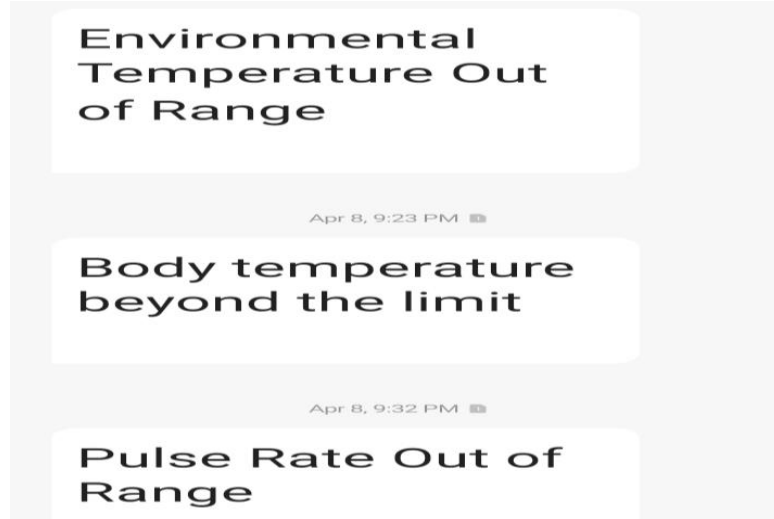 Environmental
Temperature Out
of Range
Apr 8, 9:23 PM
Body temperature
beyond the limit
Apr 8, 9:32 PM
Pulse Rate Out of
Range